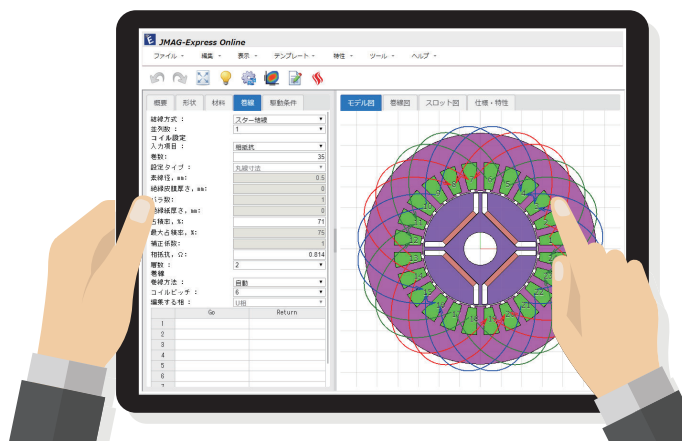 JMAG-Express Online
ファイル 編集 表示 テンプレート 特性 ツール ヘルプ
概要 形状 材料 巻線 駆動条件
モデル図 巻線図 スロット図 仕様・特性
結線方式 : スター結線
並列数 : 1
コイル設定
入力項目 : 相抵抗
巻数: 35
設定タイプ : 丸線寸法
素線径, mm: 0.5
絶縁皮膜厚さ, mm: 0
パラ数: 1
絶縁紙厚さ, mm: 0
占積率, %: 71
最大占積率, %: 75
補正係数: 1
相抵抗, Ω: 0.814
層数 : 2
巻線
巻線方法 : 自動
コイルピッチ : 6
編集する相 : U相
Go Return
1
2
3
4
5
6
7